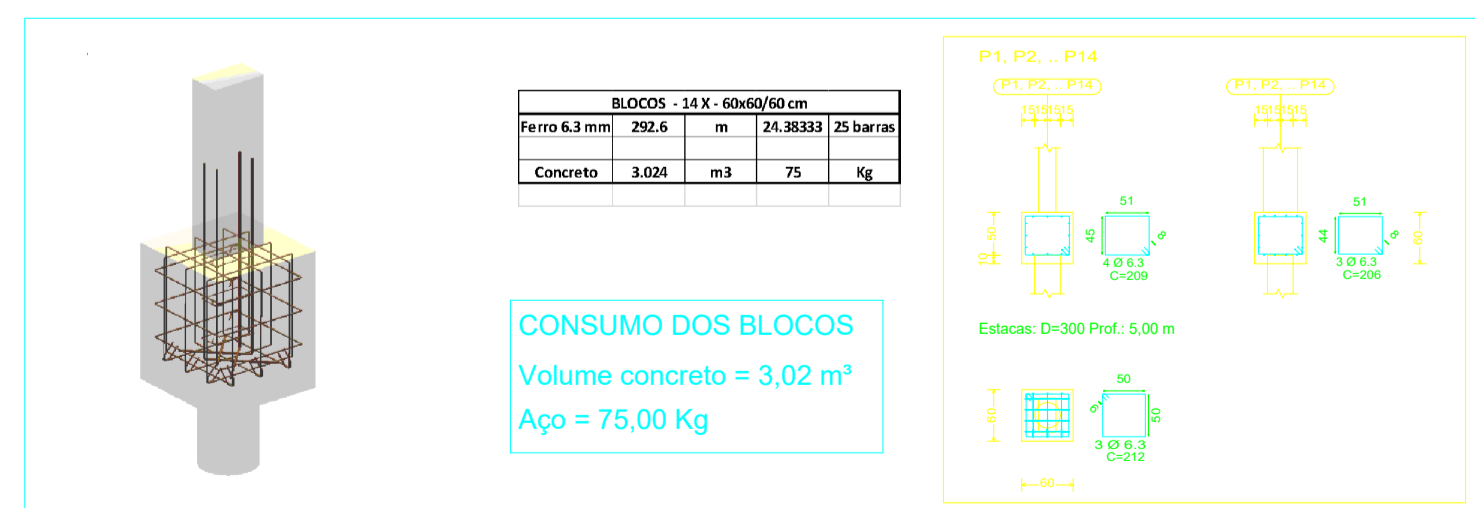 BLOCOS - 14 X - 60x60/60 cm
Ferro 6.3 mm 292.6 m 24.38333 25 barras
Concreto 3.024 m3 75 Kg
CONSUMO DOS BLOCOS
Volume concreto = 3,02 m³
Aço = 75,00 Kg
P1, P2, .. P14
P1, P2, .. P14
15 15 15 15
50
10
51
45
8
4 Ø 6.3
C=209
P1, P2, .. P14
15 15 15 15
51
44
8
3 Ø 6.3
C=206
60
Estacas: D=300 Prof.: 5,00 m
60
60
50
50
3 Ø 6.3
C=212